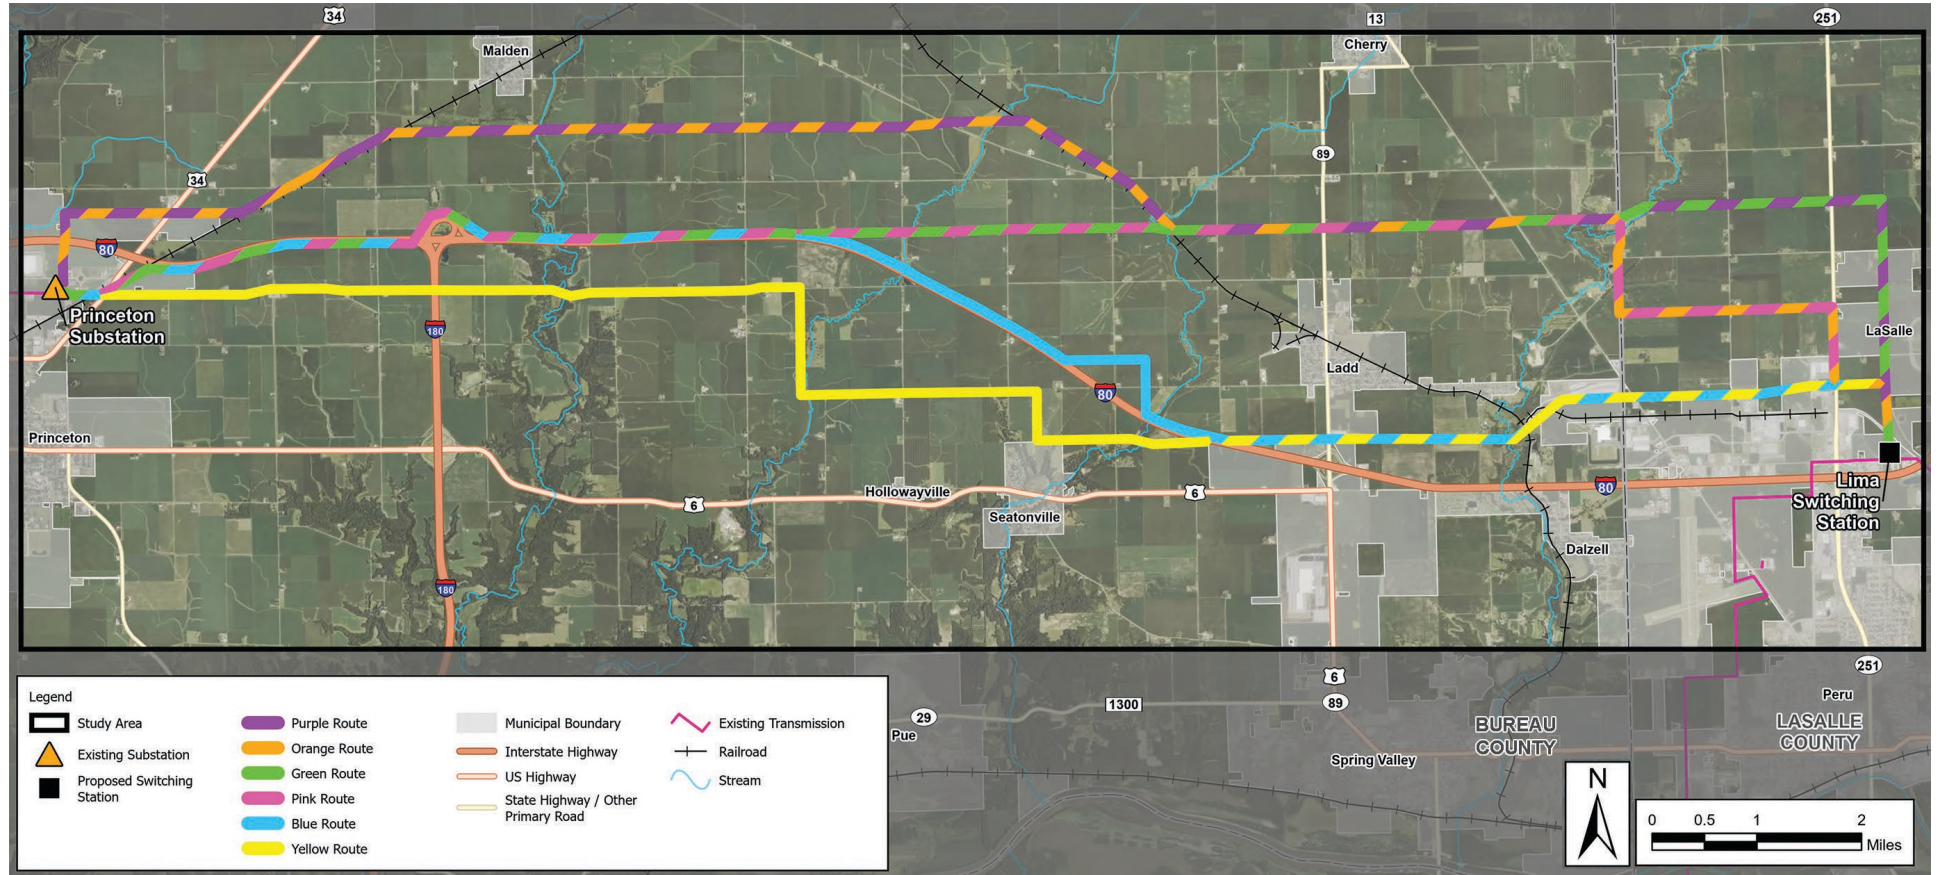 34
13
251
Malden
Cherry
34
89
80
Princeton
Substation
180
LaSalle
Ladd
80
Princeton
Hollowayville
6
6
Seatonville
80
Lima
Switching
Station
Dalzell
180
6
89
251
Peru
29
1300
Pue
BUREAU
COUNTY
LASALLE
COUNTY
Spring Valley
Legend
Study Area
Existing Substation
Proposed Switching
Station
Purple Route
Orange Route
Green Route
Pink Route
Blue Route
Yellow Route
Municipal Boundary
Interstate Highway
US Highway
State Highway / Other
Primary Road
Existing Transmission
Railroad
Stream
N
0 0.5 1 2
Miles